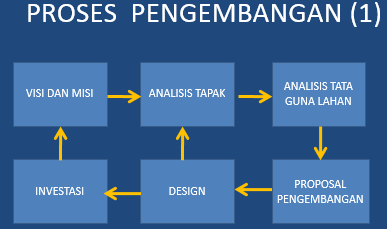 PROSES PENGEMBANGAN (1)
VISI DAN MISI
ANALISIS TAPAK
ANALISIS TATA
GUNA LAHAN
INVESTASI
DESIGN
PROPOSAL
PENGEMBANGAN